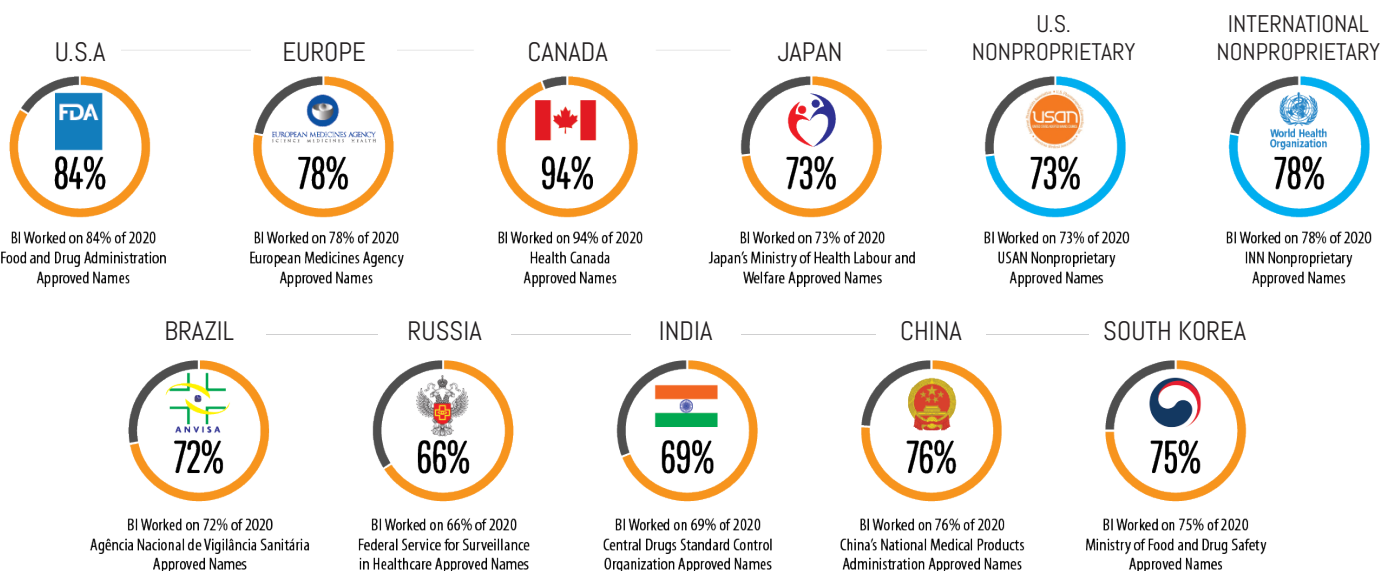 U.S.A
EUROPE
CANADA
JAPAN
U.S.
NONPROPRIETARY
INTERNATIONAL
NONPROPRIETARY
FDA
84%
BI Worked on 84% of 2020
Food and Drug Administration
Approved Names
EUROPEAN MEDICINES AGENCY
SCIENCE MEDICINES HEALTH
78%
BI Worked on 78% of 2020
European Medicines Agency
Approved Names
94%
BI Worked on 94% of 2020
Health Canada
Approved Names
73%
BI Worked on 73% of 2020
Japan's Ministry of Health Labour and
Welfare Approved Names
USAN
73%
BI Worked on 73% of 2020
USAN Nonproprietary
Approved Names
World Health
Organization
78%
BI Worked on 78% of 2020
INN Nonproprietary
Approved Names
BRAZIL
RUSSIA
INDIA
CHINA
SOUTH KOREA
ANVISA
72%
BI Worked on 72% of 2020
Agência Nacional de Vigilância Sanitária
Approved Names
66%
BI Worked on 66% of 2020
Federal Service for Surveillance
in Healthcare Approved Names
69%
BI Worked on 69% of 2020
Central Drugs Standard Control
Organization Approved Names
76%
BI Worked on 76% of 2020
China's National Medical Products
Administration Approved Names
75%
BI Worked on 75% of 2020
Ministry of Food and Drug Safety
Approved Names